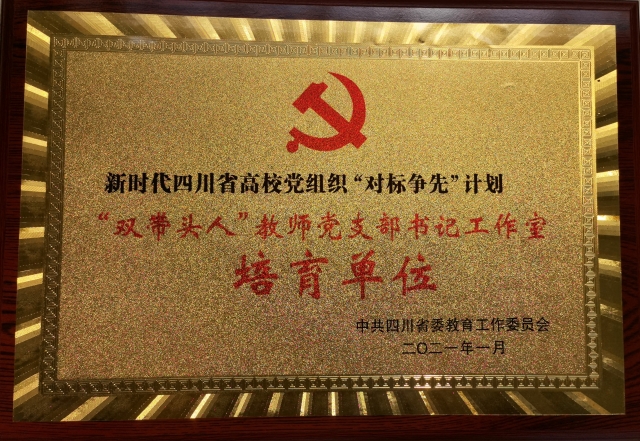 新时代四川省高校党组织“对标争先”计划
“双带头人”教师党支部书记工作室
培育单位
中共四川省委教育工作委员会
二〇二一年一月